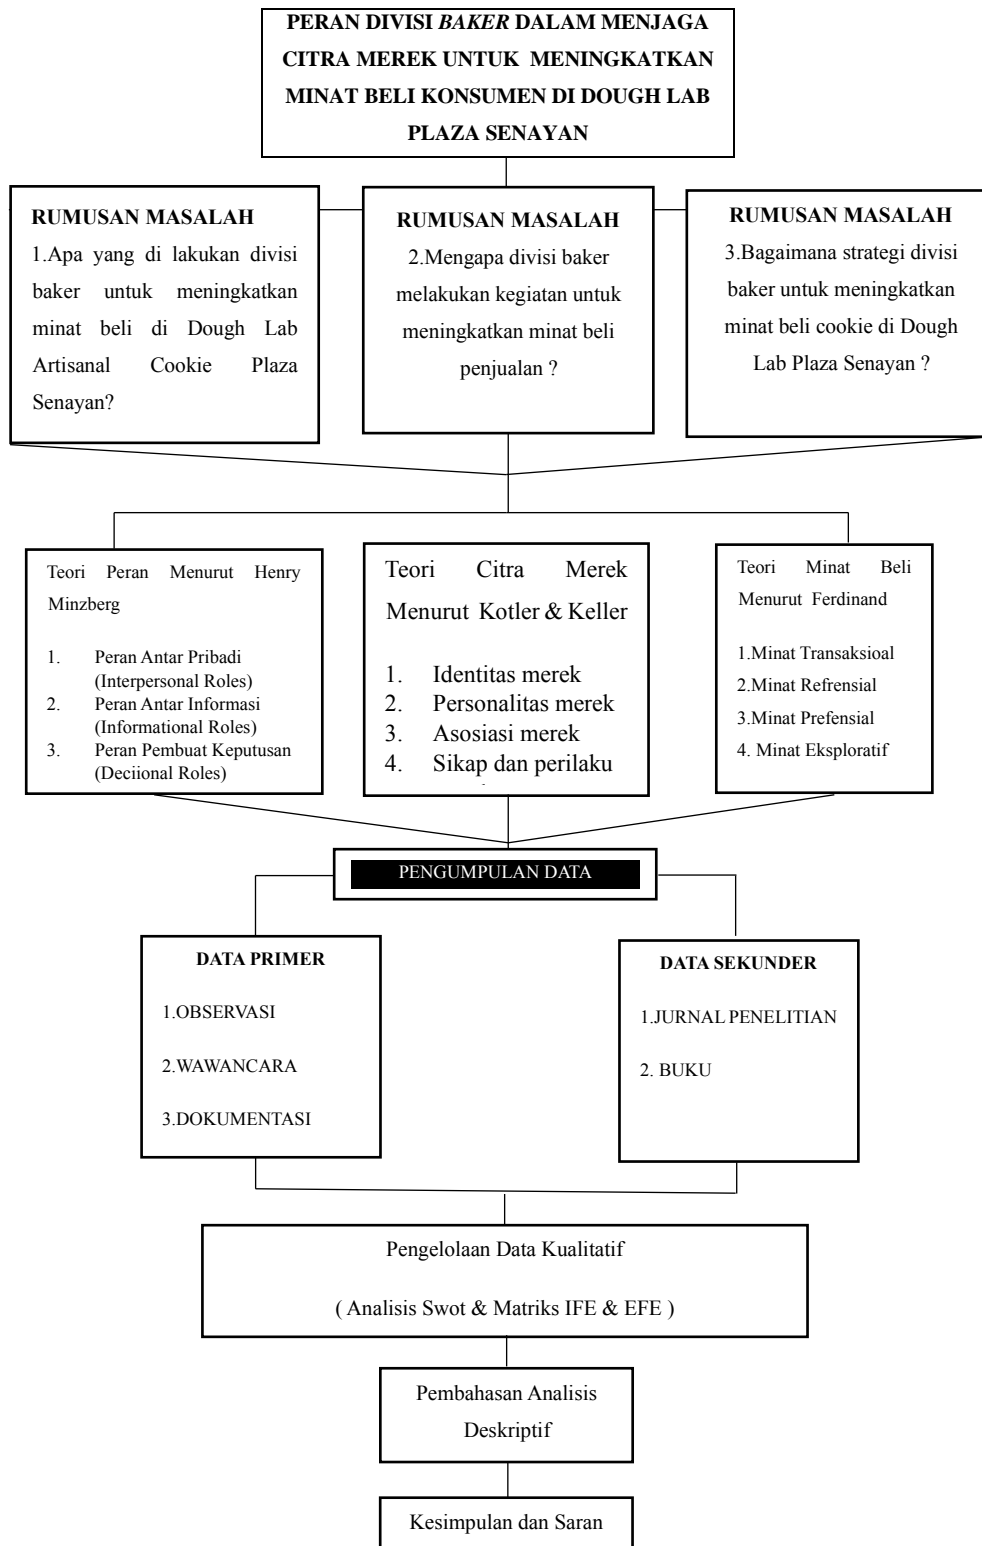 PERAN DIVISI BAKER DALAM MENJAGA
CITRA MEREK UNTUK MENINGKATKAN
MINAT BELI KONSUMEN DI DOUGH LAB
PLAZA SENAYAN
RUMUSAN MASALAH
1.Apa yang di lakukan divisi
baker untuk meningkatkan
minat beli di Dough Lab
Artisanal Cookie Plaza
Senayan?
RUMUSAN MASALAH
2.Mengapa divisi baker
melakukan kegiatan untuk
meningkatkan minat beli
penjualan ?
RUMUSAN MASALAH
3.Bagaimana strategi divisi
baker untuk meningkatkan
minat beli cookie di Dough
Lab Plaza Senayan ?
Teori Peran Menurut Henry
Minzberg
1. Peran Antar Pribadi
(Interpersonal Roles)
2. Peran Antar Informasi
(Informational Roles)
3. Peran Pembuat Keputusan
(Deciional Roles)
Teori Citra Merek
Menurut Kotler & Keller
1. Identitas merek
2. Personalitas merek
3. Asosiasi merek
4. Sikap dan perilaku
Teori Minat Beli
Menurut Ferdinand
1.Minat Transaksioal
2.Minat Refrensial
3.Minat Prefensial
4. Minat Eksploratif
PENGUMPULAN DATA
DATA PRIMER
1.OBSERVASI
2.WAWANCARA
3.DOKUMENTASI
DATA SEKUNDER
1.JURNAL PENELITIAN
2. BUKU
Pengelolaan Data Kualitatif
( Analisis Swot & Matriks IFE & EFE )
Pembahasan Analisis
Deskriptif
Kesimpulan dan Saran